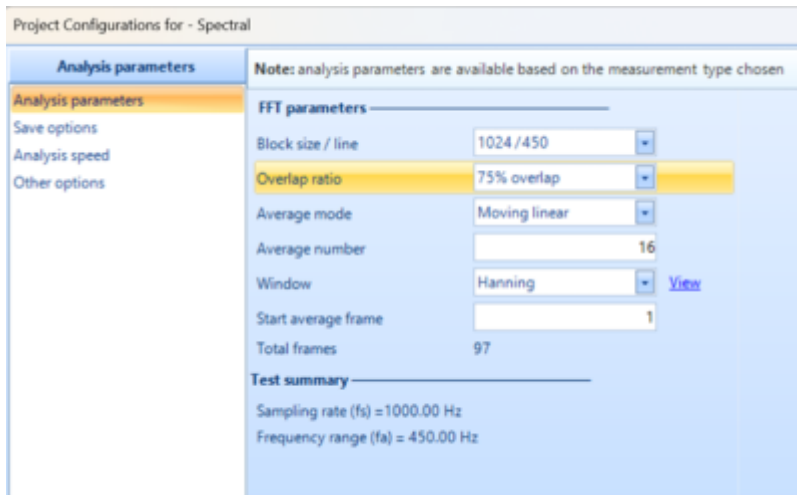 Project Configurations for - Spectral
Analysis parameters
Note: analysis parameters are available based on the measurement type chosen
Analysis parameters
Save options
Analysis speed
Other options
FFT parameters
Block size / line 1024/450
Overlap ratio 75% overlap
Average mode Moving linear
Average number 16
Window Hanning View
Start average frame 1
Total frames 97
Test summary
Sampling rate (fs) =1000.00 Hz
Frequency range (fa) = 450.00 Hz